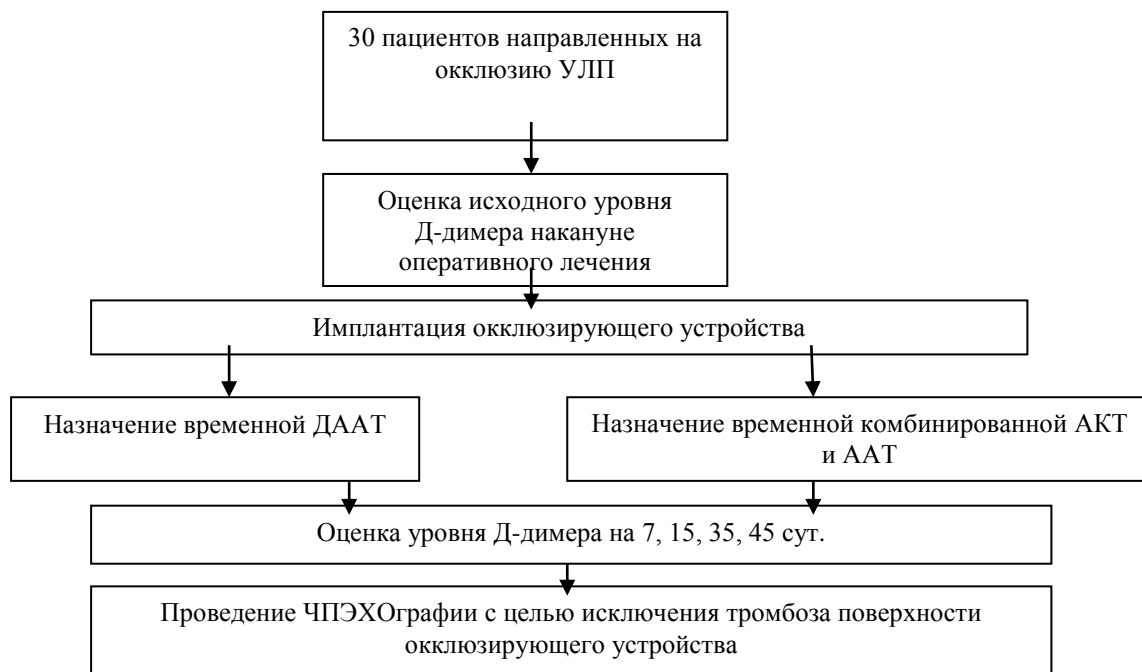 30 пациентов направленных на
окклюзию УЛП
Оценка исходного уровня
Д-димера накануне
оперативного лечения
Имплантация окклюзирующего устройства
Назначение временной ДААТ
Назначение временной комбинированной АКТ
и ААТ
Оценка уровня Д-димера на 7, 15, 35, 45 сут.
Проведение ЧПЭХОграфии с целью исключения тромбоза поверхности
окклюзирующего устройства